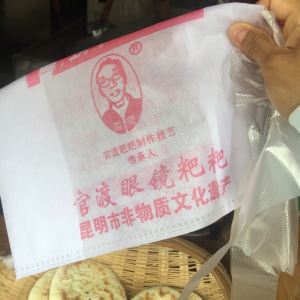 ®
官渡粑粑制作技艺
传承人
官渡眼镜粑粑
昆明市非物质文化遗产